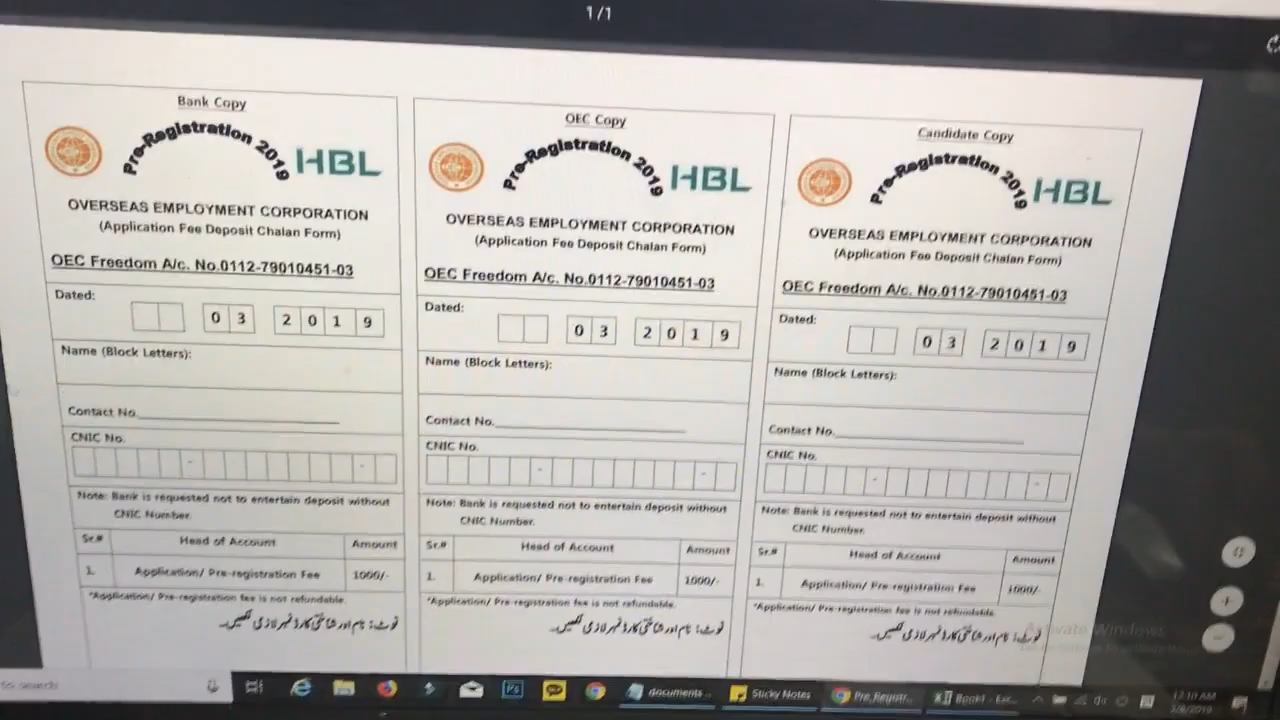 1/1
Bank Copy
Pre-Registration 2019
HBL
OVERSEAS EMPLOYMENT CORPORATION
(Application Fee Deposit Chalan Form)
OEC Freedom A/c. No.0112-79010451-03
Dated:
0 3 2 0 1 9
Name (Block Letters):
Contact No.
CNIC No.
- -
Note: Bank is requested not to entertain deposit without
CNIC Number.
Sr.# Head of Account Amount
1. Application/ Pre-registration Fee 1000/-
*Application/ Pre-registration fee is not refundable.
نوٹ: نام اور شناختی کارڈ نمبر لازمی لکھیں۔
OEC Copy
Pre-Registration 2019
HBL
OVERSEAS EMPLOYMENT CORPORATION
(Application Fee Deposit Chalan Form)
OEC Freedom A/c. No.0112-79010451-03
Dated:
0 3 2 0 1 9
Name (Block Letters):
Contact No.
CNIC No.
- -
Note: Bank is requested not to entertain deposit without
CNIC Number.
Sr.# Head of Account Amount
1. Application/ Pre-registration Fee 1000/-
*Application/ Pre-registration fee is not refundable.
نوٹ: نام اور شناختی کارڈ نمبر لازمی لکھیں۔
Candidate Copy
Pre-Registration 2019
HBL
OVERSEAS EMPLOYMENT CORPORATION
(Application Fee Deposit Chalan Form)
OEC Freedom A/c. No.0112-79010451-03
Dated:
0 3 2 0 1 9
Name (Block Letters):
Contact No.
CNIC No.
- -
Note: Bank is requested not to entertain deposit without
CNIC Number.
Sr.# Head of Account Amount
1. Application/ Pre-registration Fee 1000/-
*Application/ Pre-registration fee is not refundable.
نوٹ: نام اور شناختی کارڈ نمبر لازمی لکھیں۔
Activate Windows
to search
documents ...
Sticky Notes
Pre_Registr...
Book1 - Exc...
12:10 AM
3/8/2019